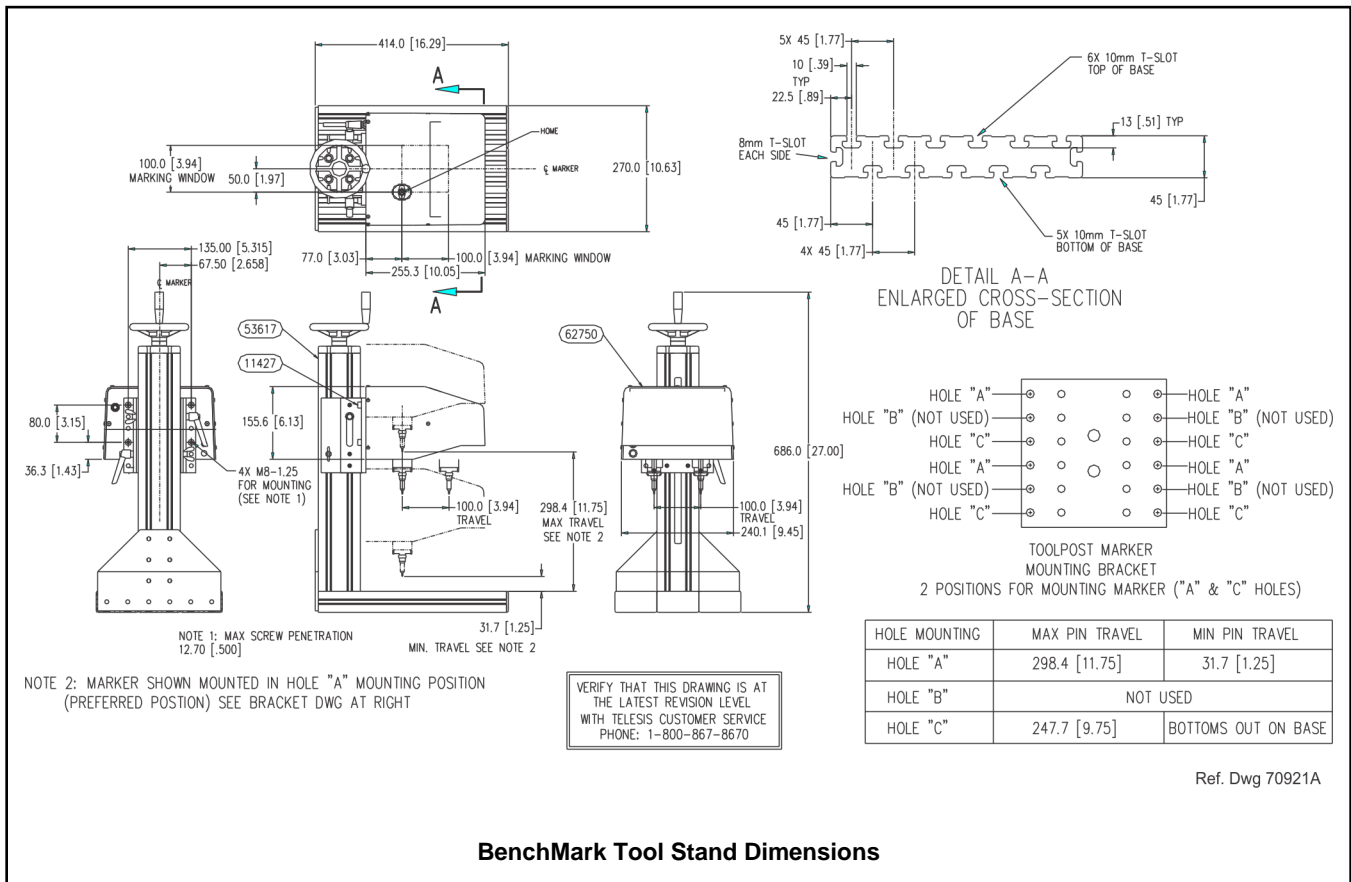 414.0 [16.29]
A
HOME
100.0 [3.94]
MARKING WINDOW
50.0 [1.97]
℄ MARKER
270.0 [10.63]
77.0 [3.03]
100.0 [3.94] MARKING WINDOW
255.3 [10.05]
A
5X 45 [1.77]
10 [.39]
TYP
22.5 [.89]
6X 10mm T-SLOT
TOP OF BASE
13 [.51] TYP
8mm T-SLOT
EACH SIDE
45 [1.77]
45 [1.77]
4X 45 [1.77]
5X 10mm T-SLOT
BOTTOM OF BASE
DETAIL A-A
ENLARGED CROSS-SECTION
OF BASE
135.00 [5.315]
67.50 [2.658]
℄ MARKER
80.0 [3.15]
36.3 [1.43]
4X M8-1.25
FOR MOUNTING
(SEE NOTE 1)
53617
11427
155.6 [6.13]
100.0 [3.94]
TRAVEL
298.4 [11.75]
MAX TRAVEL
SEE NOTE 2
31.7 [1.25]
MIN. TRAVEL SEE NOTE 2
62750
686.0 [27.00]
100.0 [3.94]
TRAVEL
240.1 [9.45]
HOLE "A" HOLE "A"
HOLE "B" (NOT USED) HOLE "B" (NOT USED)
HOLE "C" HOLE "C"
HOLE "A" HOLE "A"
HOLE "B" (NOT USED) HOLE "B" (NOT USED)
HOLE "C" HOLE "C"
TOOLPOST MARKER
MOUNTING BRACKET
2 POSITIONS FOR MOUNTING MARKER ("A" & "C" HOLES)
NOTE 1: MAX SCREW PENETRATION
12.70 [.500]
NOTE 2: MARKER SHOWN MOUNTED IN HOLE "A" MOUNTING POSITION
(PREFERRED POSTION) SEE BRACKET DWG AT RIGHT
VERIFY THAT THIS DRAWING IS AT
THE LATEST REVISION LEVEL
WITH TELESIS CUSTOMER SERVICE
PHONE: 1-800-867-8670
HOLE MOUNTING MAX PIN TRAVEL MIN PIN TRAVEL
HOLE "A" 298.4 [11.75] 31.7 [1.25]
HOLE "B" NOT USED
HOLE "C" 247.7 [9.75] BOTTOMS OUT ON BASE
Ref. Dwg 70921A
BenchMark Tool Stand Dimensions